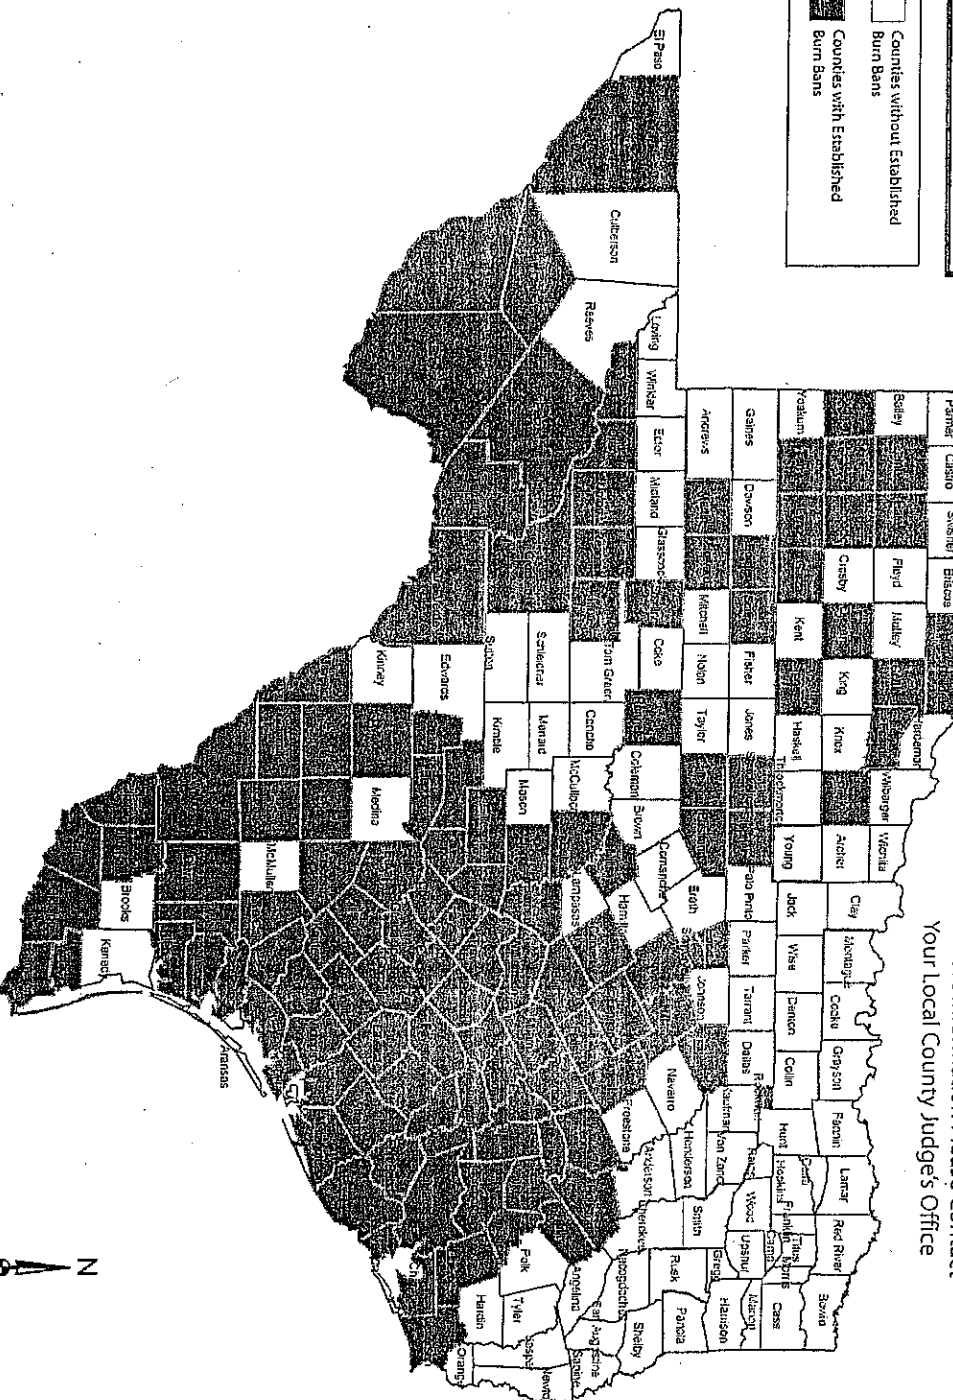 Your Local County Judge's Office
Counties without Established
Burn Bans
Counties with Established
Burn Bans
Parmer
Castro
Swisher
Briscoe
Bailey
Floyd
Motley
Hardeman
Wilbarger
Wichita
Clay
Montague
Cooke
Grayson
Fannin
Lamar
Red River
Bowie
Crosby
King
Knox
Archer
Yoakum
Kent
Haskell
Throckmorton
Young
Jack
Wise
Denton
Collin
Hunt
Delta
Hopkins
Franklin
Titus
Camp
Morris
Cass
Marion
Gaines
Dawson
Fisher
Jones
Palo Pinto
Parker
Tarrant
Dallas
Kaufman
Van Zandt
Rains
Wood
Upshur
Gregg
Harrison
Andrews
Mitchell
Nolan
Taylor
Erath
Johnson
Henderson
Smith
Rusk
Panola
El Paso
Loving
Winkler
Ector
Midland
Glasscock
Coke
Coleman
Brown
Comanche
Hamilton
Navarro
Freestone
Anderson
Cherokee
Nacogdoches
Shelby
Culberson
Reeves
Tom Green
Concho
McCulloch
Lampasas
Angelina
San Augustine
Sabine
Schleicher
Menard
Mason
Polk
Tyler
Jasper
Newton
Sutton
Kimble
Hardin
Orange
Edwards
Kinney
Medina
McMullen
Brooks
Kenedy
Aransas
N